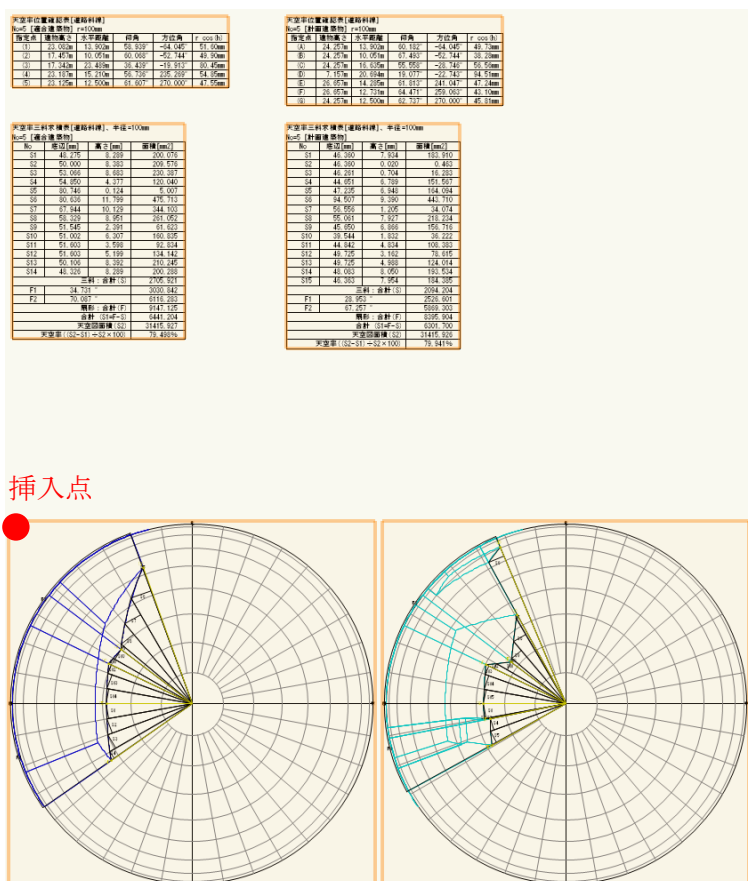 天空率位置確認表[道路斜線]
No=5 [適合建築物] r=100mm
指定点 建物高さ 水平距離 仰角 方位角 r cos(h)
(1) 23.082m 13.902m 58.939° -64.045° 51.60mm
(2) 17.457m 10.051m 60.068° -52.744° 49.90mm
(3) 17.342m 23.489m 36.439° -19.913° 80.45mm
(4) 23.187m 15.210m 56.736° 235.269° 54.85mm
(5) 23.125m 12.500m 61.607° 270.000° 47.55mm
天空率位置確認表[道路斜線]
No=5 [計画建築物] r=100mm
指定点 建物高さ 水平距離 仰角 方位角 r cos(h)
(A) 24.257m 13.902m 60.182° -64.045° 49.73mm
(B) 24.257m 10.051m 67.493° -52.744° 38.28mm
(C) 24.257m 16.635m 55.558° -28.746° 56.56mm
(D) 7.157m 20.694m 19.077° -22.743° 94.51mm
(E) 26.657m 14.285m 61.813° 241.047° 47.24mm
(F) 26.657m 12.731m 64.471° 259.063° 43.10mm
(G) 24.257m 12.500m 62.737° 270.000° 45.81mm
天空率三斜求積表[道路斜線]、半径=100mm
No=5 [適合建築物]
No 底辺[mm] 高さ[mm] 面積[mm2]
S1 48.275 8.289 200.076
S2 50.000 8.383 209.576
S3 53.066 8.683 230.387
S4 54.850 4.377 120.040
S5 80.746 0.124 5.007
S6 80.636 11.799 475.713
S7 67.944 10.129 344.103
S8 58.329 8.951 261.052
S9 51.545 2.391 61.623
S10 51.002 6.307 160.835
S11 51.603 3.598 92.834
S12 51.603 5.199 134.142
S13 50.106 8.392 210.245
S14 48.326 8.289 200.288
三斜：合計(S) 2705.921
F1 34.731 ° 3030.842
F2 70.087 ° 6116.283
扇形：合計(F) 9147.125
合計 (S1=F-S) 6441.204
天空図面積(S2) 31415.927
天空率((S2-S1)÷S2×100) 79.498%
天空率三斜求積表[道路斜線]、半径=100mm
No=5 [計画建築物]
No 底辺[mm] 高さ[mm] 面積[mm2]
S1 46.360 7.934 183.910
S2 46.360 0.020 0.463
S3 46.261 0.704 16.283
S4 44.651 6.789 151.567
S5 47.235 6.948 164.094
S6 94.507 9.390 443.710
S7 56.556 1.205 34.074
S8 55.061 7.927 218.234
S9 45.650 6.866 156.716
S10 39.544 1.832 36.222
S11 44.842 4.834 108.383
S12 49.725 3.162 78.615
S13 49.725 4.988 124.014
S14 48.083 8.050 193.534
S15 46.363 7.954 184.385
三斜：合計(S) 2094.204
F1 28.953 ° 2526.601
F2 67.257 ° 5869.303
扇形：合計(F) 8395.904
合計 (S1=F-S) 6301.700
天空図面積(S2) 31415.926
天空率((S2-S1)÷S2×100) 79.941%
挿入点